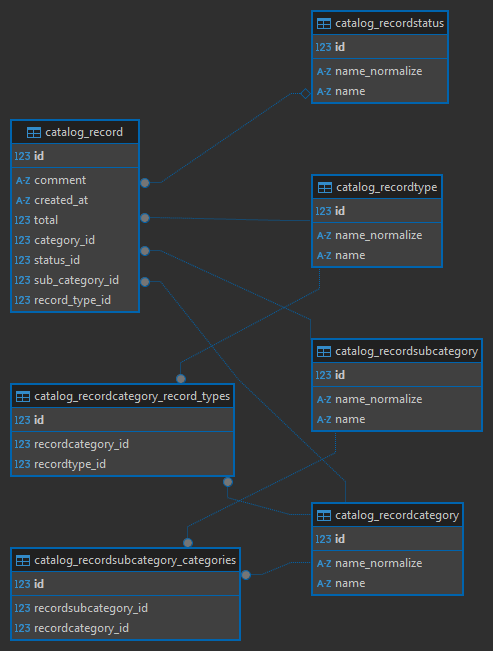 catalog_recordstatus
123 id
A-Z name_normalize
A-Z name
catalog_record
123 id
A-Z comment
A-Z created_at
123 total
123 category_id
123 status_id
123 sub_category_id
123 record_type_id
catalog_recordtype
123 id
A-Z name_normalize
A-Z name
catalog_recordsubcategory
123 id
A-Z name_normalize
A-Z name
catalog_recordcategory_record_types
123 id
123 recordcategory_id
123 recordtype_id
catalog_recordcategory
123 id
A-Z name_normalize
A-Z name
catalog_recordsubcategory_categories
123 id
123 recordsubcategory_id
123 recordcategory_id